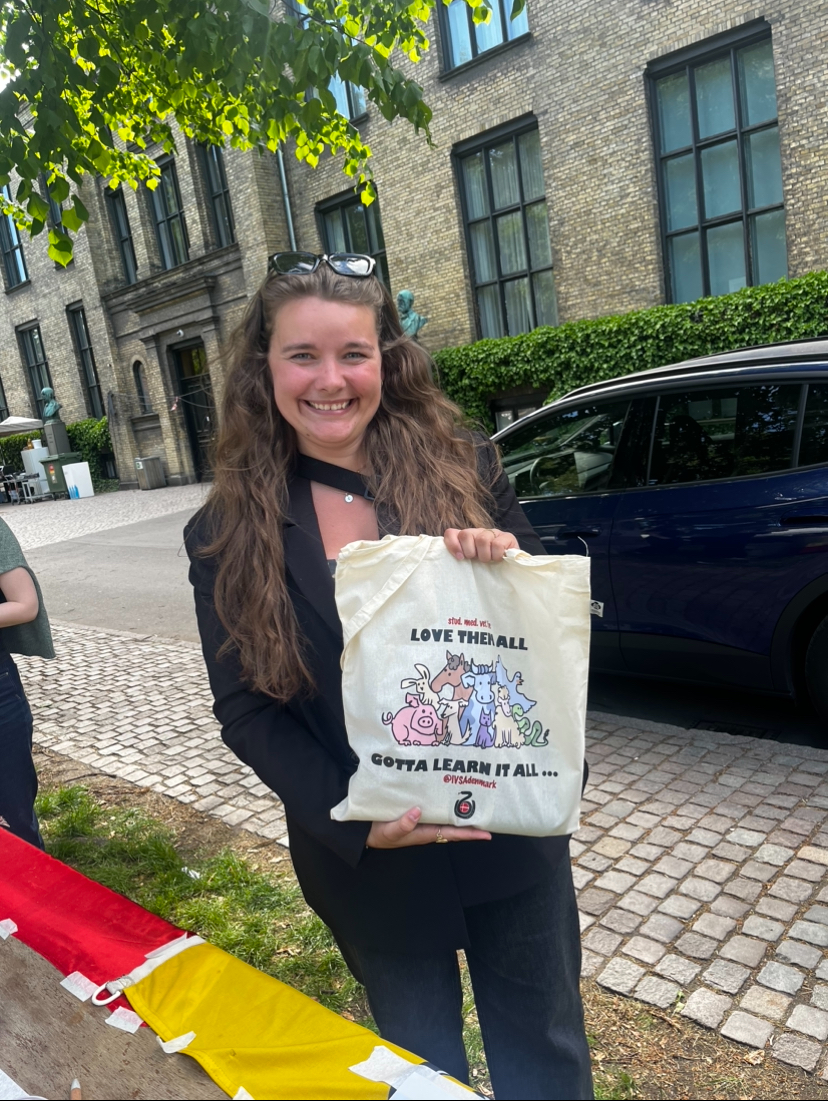 stud. med. vet.'s
LOVE THEM ALL
GOTTA LEARN IT ALL ...
@IVSAdenmark